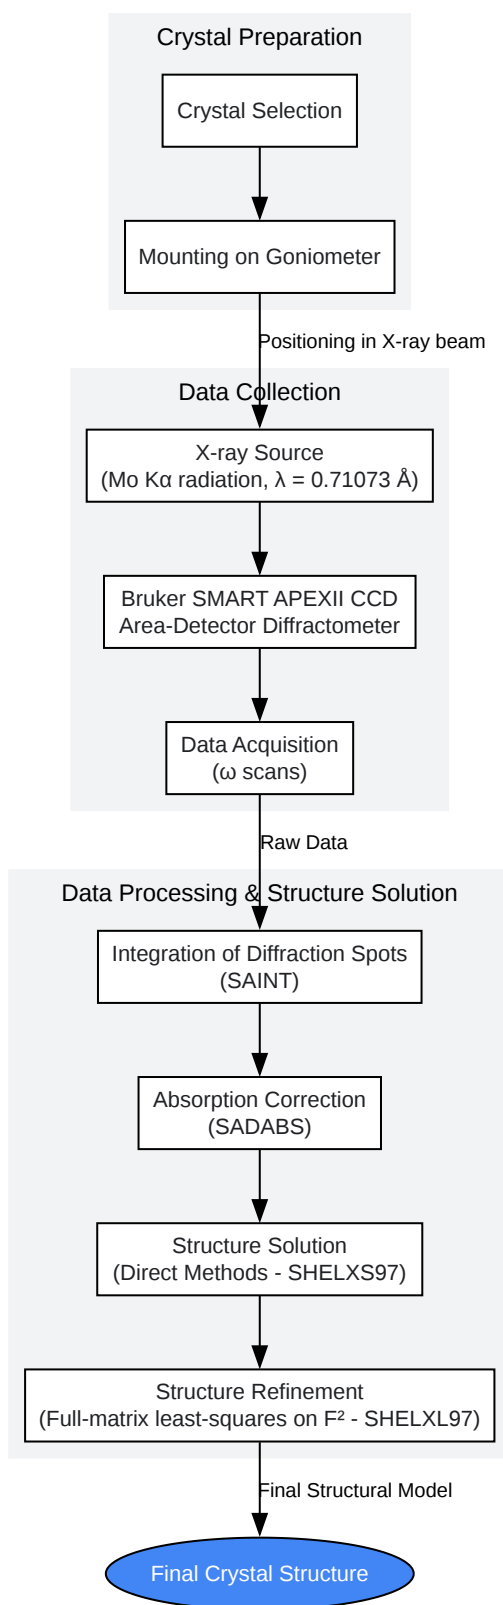 Crystal Preparation
Crystal Selection
Mounting on Goniometer
Positioning in X-ray beam
Data Collection
X-ray Source
(Mo Kα radiation, λ = 0.71073 Å)
Bruker SMART APEXII CCD
Area-Detector Diffractometer
Data Acquisition
(ω scans)
Raw Data
Data Processing & Structure Solution
Integration of Diffraction Spots
(SAINT)
Absorption Correction
(SADABS)
Structure Solution
(Direct Methods - SHELXS97)
Structure Refinement
(Full-matrix least-squares on F² - SHELXL97)
Final Structural Model
Final Crystal Structure